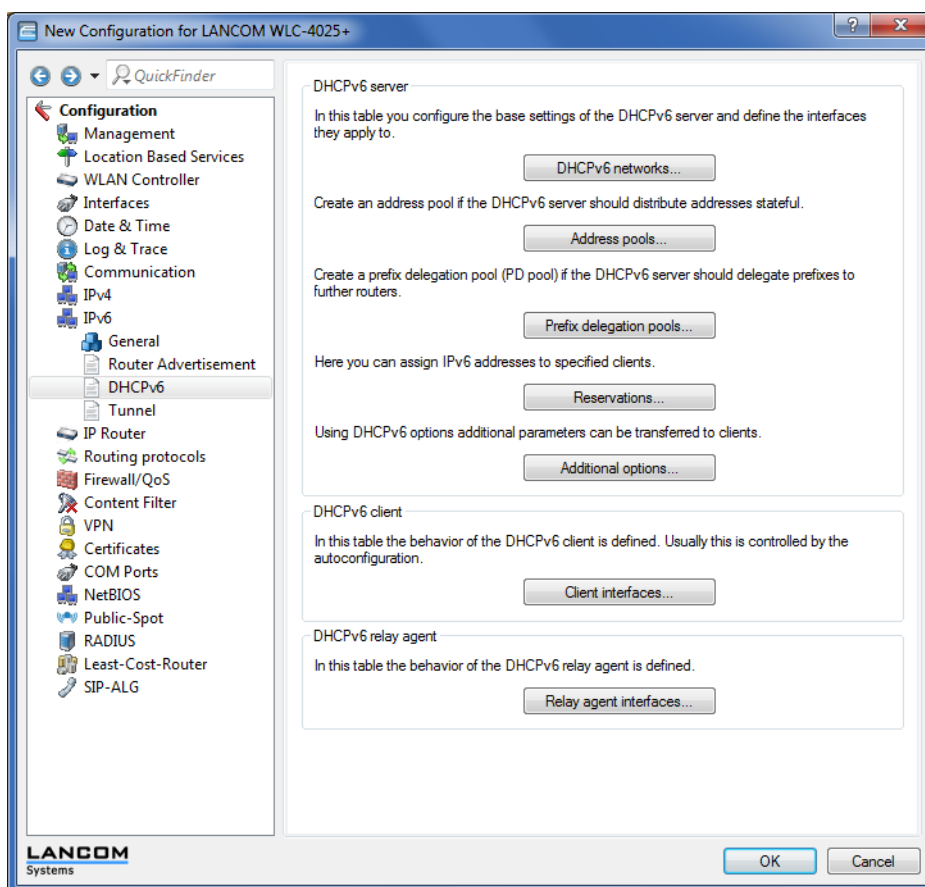 New Configuration for LANCOM WLC-4025+
?
X
QuickFinder
Configuration
Management
Location Based Services
WLAN Controller
Interfaces
Date & Time
Log & Trace
Communication
IPv4
IPv6
General
Router Advertisement
DHCPv6
Tunnel
IP Router
Routing protocols
Firewall/QoS
Content Filter
VPN
Certificates
COM Ports
NetBIOS
Public-Spot
RADIUS
Least-Cost-Router
SIP-ALG
DHCPv6 server
In this table you configure the base settings of the DHCPv6 server and define the interfaces
they apply to.
DHCPv6 networks...
Create an address pool if the DHCPv6 server should distribute addresses stateful.
Address pools...
Create a prefix delegation pool (PD pool) if the DHCPv6 server should delegate prefixes to
further routers.
Prefix delegation pools...
Here you can assign IPv6 addresses to specified clients.
Reservations...
Using DHCPv6 options additional parameters can be transferred to clients.
Additional options...
DHCPv6 client
In this table the behavior of the DHCPv6 client is defined. Usually this is controlled by the
autoconfiguration.
Client interfaces...
DHCPv6 relay agent
In this table the behavior of the DHCPv6 relay agent is defined.
Relay agent interfaces...
LANCOM
Systems
OK
Cancel